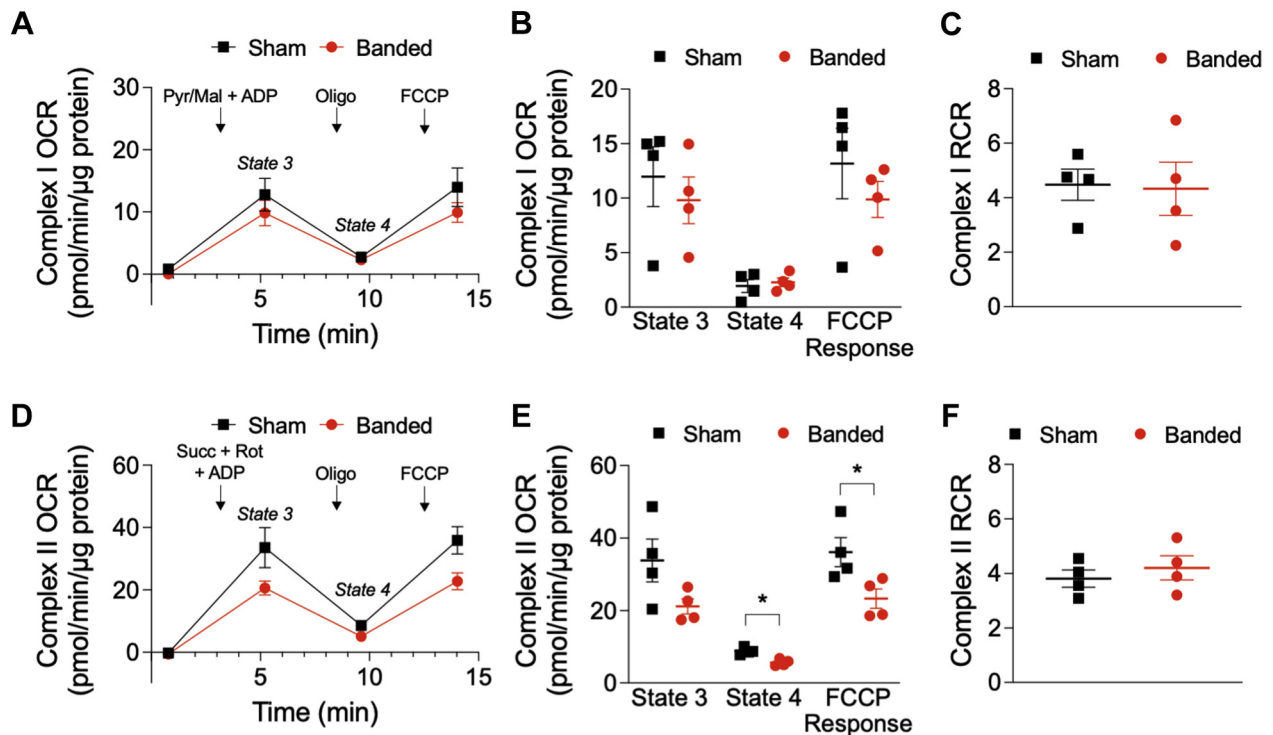 A
Sham Banded
Complex I OCR
(pmol/min/µg protein)
30
20
10
0
Pyr/Mal + ADP
Oligo
FCCP
State 3
State 4
5
10
15
Time (min)
B
Sham Banded
Complex I OCR
(pmol/min/µg protein)
20
15
10
5
0
State 3
State 4
FCCP
Response
C
Sham Banded
Complex I RCR
8
6
4
2
0
D
Sham Banded
Complex II OCR
(pmol/min/µg protein)
60
40
20
0
Succ + Rot
+ ADP
Oligo
FCCP
State 3
State 4
5
10
15
Time (min)
E
Sham Banded
Complex II OCR
(pmol/min/µg protein)
60
40
20
0
*
*
State 3
State 4
FCCP
Response
F
Sham Banded
Complex II RCR
8
6
4
2
0